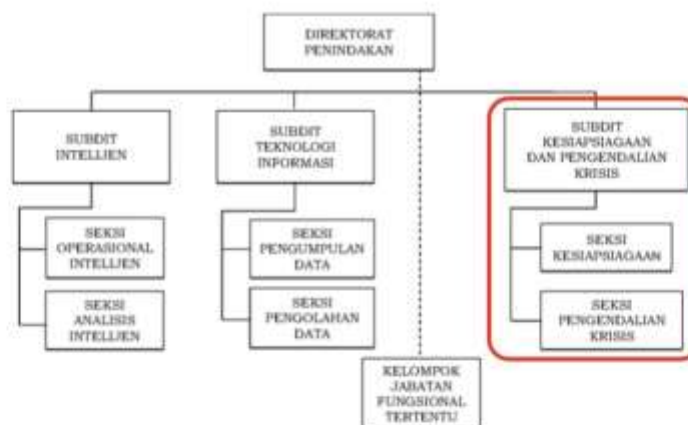 DIREKTORAT
PENINDAKAN
SUBDIT
INTELIJEN
SUBDIT
TEKNOLOGI
INFORMASI
SUBDIT
KESIAPSIAGAAN
DAN PENGENDALIAN
KRISIS
SEKSI
OPERASIONAL
INTELIJEN
SEKSI
PENGUMPULAN
DATA
SEKSI
KESIAPSIAGAAN
SEKSI
ANALISIS
INTELIJEN
SEKSI
PENGOLAHAN
DATA
SEKSI
PENGENDALIAN
KRISIS
KELOMPOK
JABATAN
FUNGSIONAL
TERTENTU